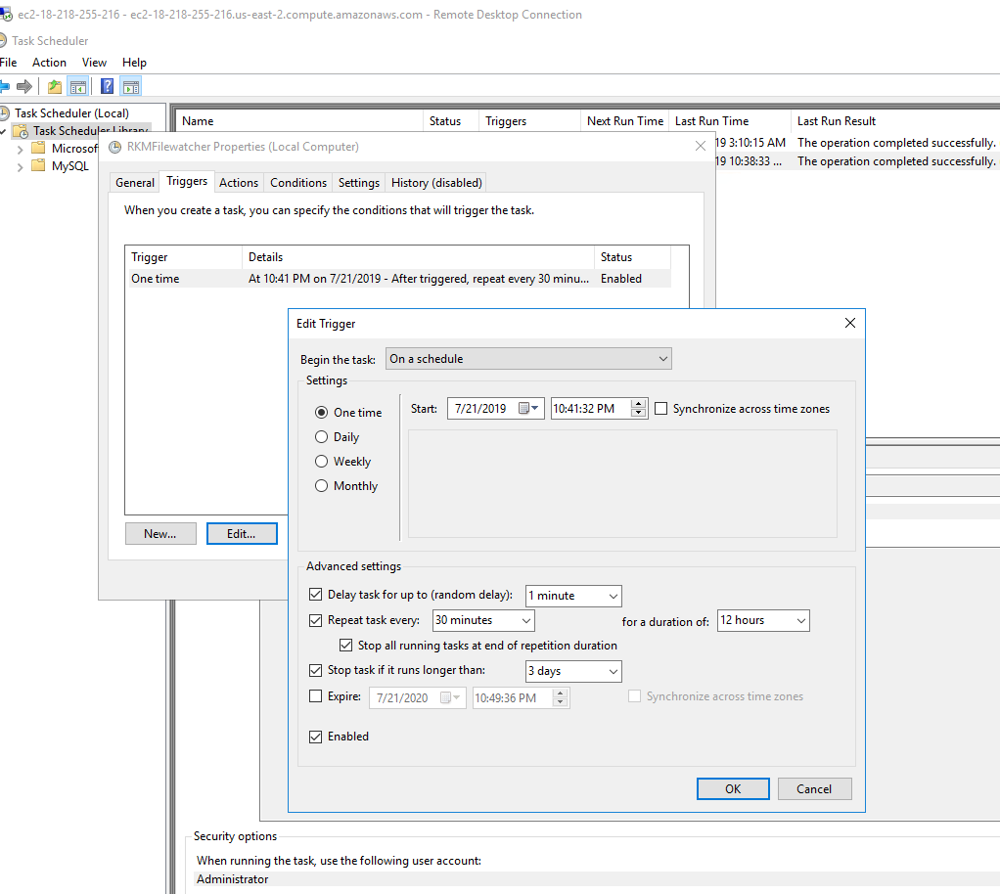 ec2-18-218-255-216 - ec2-18-218-255-216.us-east-2.compute.amazonaws.com - Remote Desktop Connection
Task Scheduler
File Action View Help
Task Scheduler (Local)
Task Scheduler Library
Microsof
MySQL
Name Status Triggers Next Run Time Last Run Time Last Run Result
19 3:10:15 AM The operation completed successfully.
19 10:38:33 ... The operation completed successfully.
RKMFilewatcher Properties (Local Computer)
General Triggers Actions Conditions Settings History (disabled)
When you create a task, you can specify the conditions that will trigger the task.
Trigger Details Status
One time At 10:41 PM on 7/21/2019 - After triggered, repeat every 30 minu... Enabled
New... Edit...
Edit Trigger
Begin the task: On a schedule
Settings
One time
Daily
Weekly
Monthly
Start: 7/21/2019 10:41:32 PM Synchronize across time zones
Advanced settings
Delay task for up to (random delay): 1 minute
Repeat task every: 30 minutes for a duration of: 12 hours
Stop all running tasks at end of repetition duration
Stop task if it runs longer than: 3 days
Expire: 7/21/2020 10:49:36 PM Synchronize across time zones
Enabled
OK Cancel
Security options
When running the task, use the following user account:
Administrator